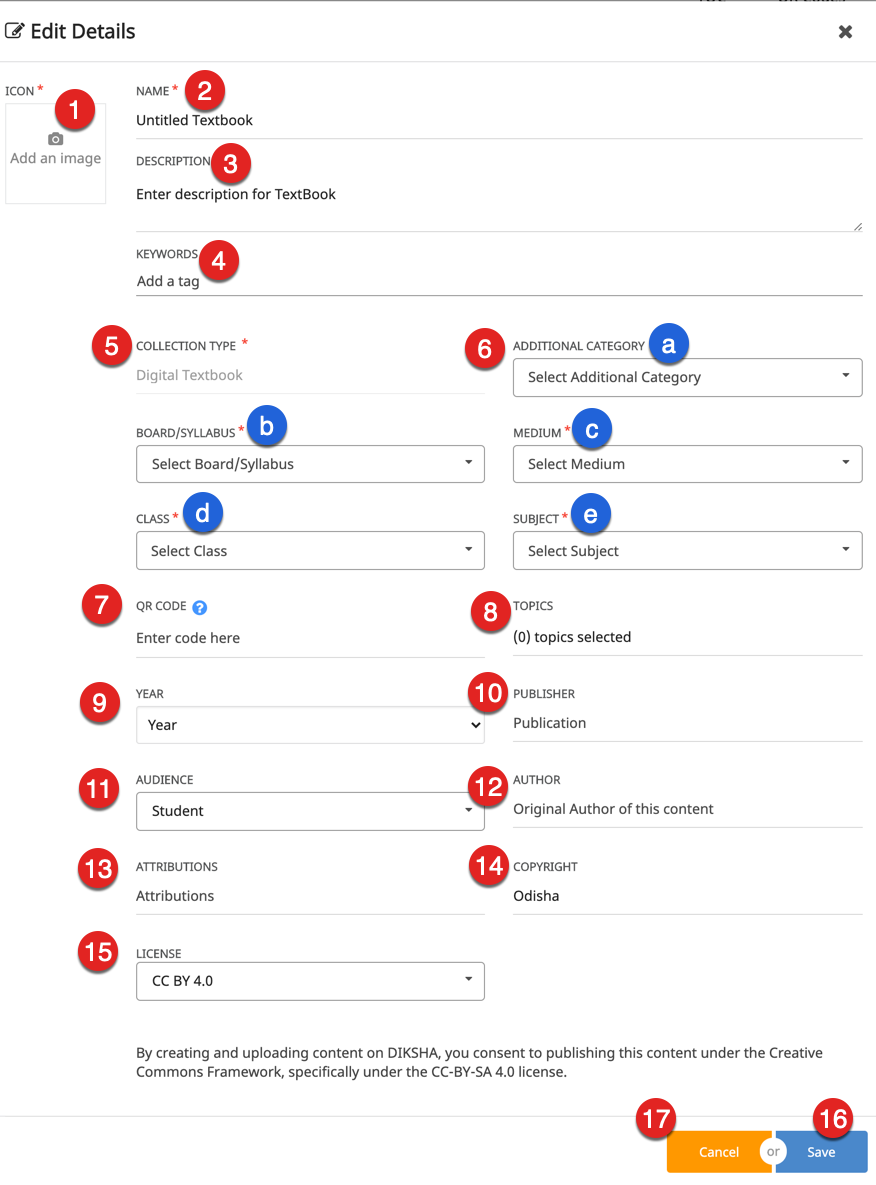 Edit Details
ICON *
1
Add an image
NAME * 2
Untitled Textbook
DESCRIPTION 3
Enter description for TextBook
KEYWORDS 4
Add a tag
5 COLLECTION TYPE *
Digital Textbook
6 ADDITIONAL CATEGORY a
Select Additional Category
BOARD/SYLLABUS * b
Select Board/Syllabus
MEDIUM * c
Select Medium
CLASS * d
Select Class
SUBJECT * e
Select Subject
7 QR CODE ?
Enter code here
8 TOPICS
(0) topics selected
9 YEAR
Year
10 PUBLISHER
Publication
11 AUDIENCE
Student
12 AUTHOR
Original Author of this content
13 ATTRIBUTIONS
Attributions
14 COPYRIGHT
Odisha
15 LICENSE
CC BY 4.0
By creating and uploading content on DIKSHA, you consent to publishing this content under the Creative
Commons Framework, specifically under the CC-BY-SA 4.0 license.
17 16
Cancel or Save